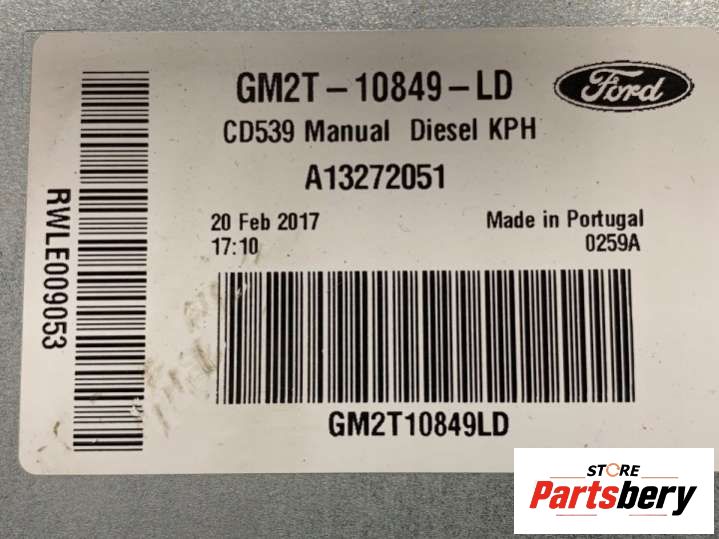 GM2T-10849-LD
Ford
CD539 Manual Diesel KPH
A13272051
20 Feb 2017
Made in Portugal
17:10
0259A
RWLE009053
GM2T10849LD
STORE
Partsbery